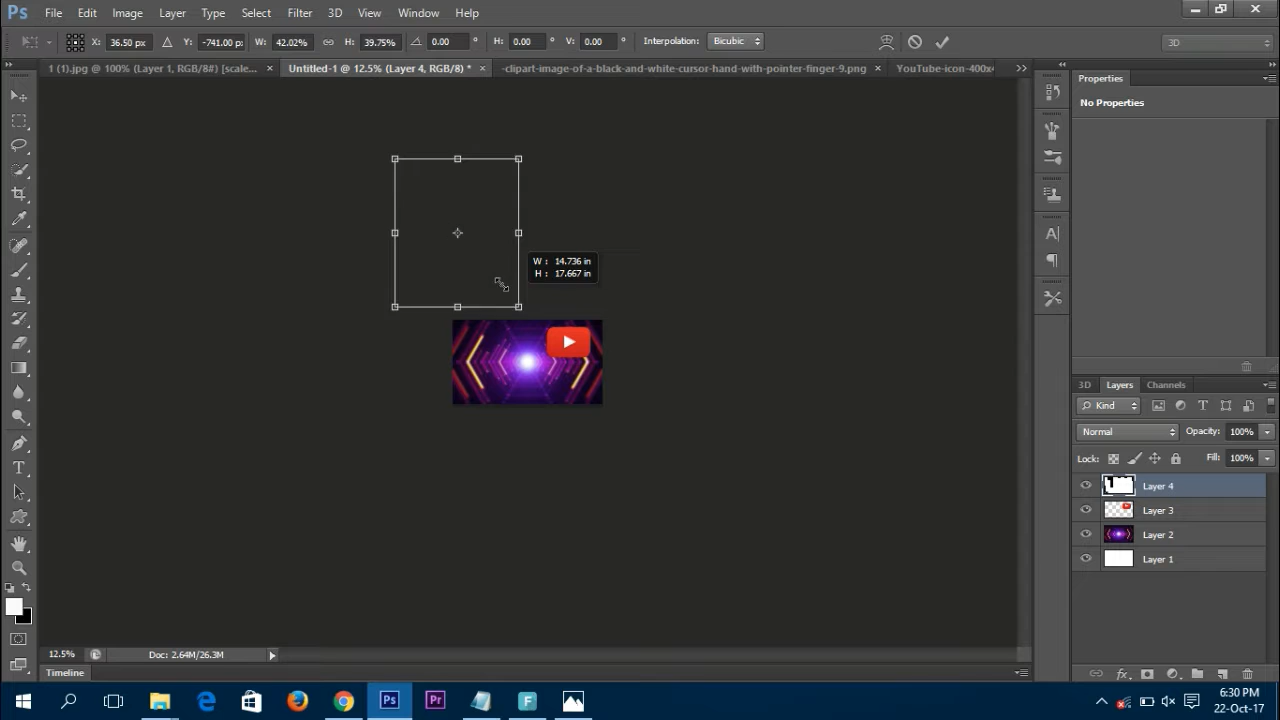 Ps File Edit Image Layer Type Select Filter 3D View Window Help
X: 36.50 px Y: -741.00 px W: 42.02% H: 39.75% 0.00 ° H: 0.00 ° V: 0.00 ° Interpolation: Bicubic 3D
1 (1).jpg @ 100% (Layer 1, RGB/8#) [scale... × Untitled-1 @ 12.5% (Layer 4, RGB/8) * × -clipart-image-of-a-black-and-white-cursor-hand-with-pointer-finger-9.png × YouTube-icon-400x4
Properties
No Properties
W : 14.736 in
H : 17.667 in
3D Layers Channels
Kind
Normal Opacity: 100%
Lock: Fill: 100%
Layer 4
Layer 3
Layer 2
Layer 1
12.5% Doc: 2.64M/26.3M
Timeline
Ps Pr F
6:30 PM
22-Oct-17